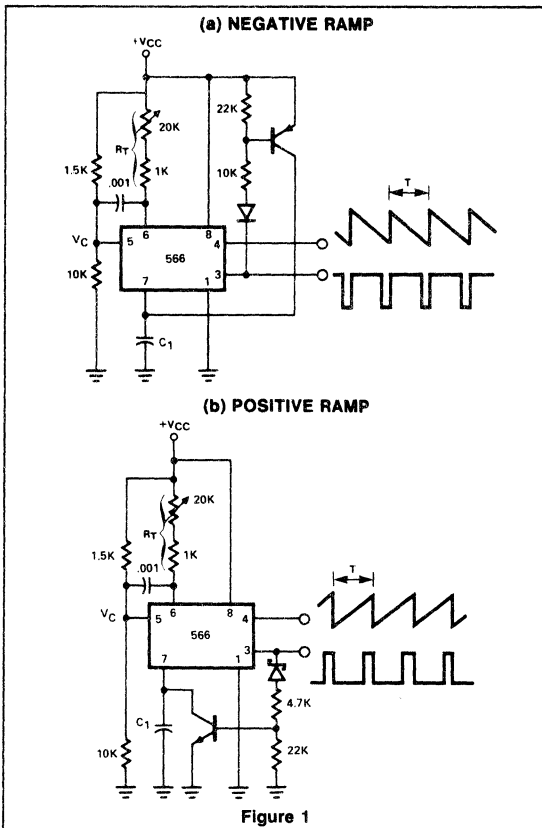 (a) NEGATIVE RAMP
+VCC
22K
20K
RT
1.5K
1K
10K
.001
T
VC
6
8
5
4
566
10K
7
1
3
C1
(b) POSITIVE RAMP
+VCC
20K
RT
1.5K
1K
.001
T
6
8
VC
5
4
566
3
7
1
4.7K
C1
10K
22K
Figure 1